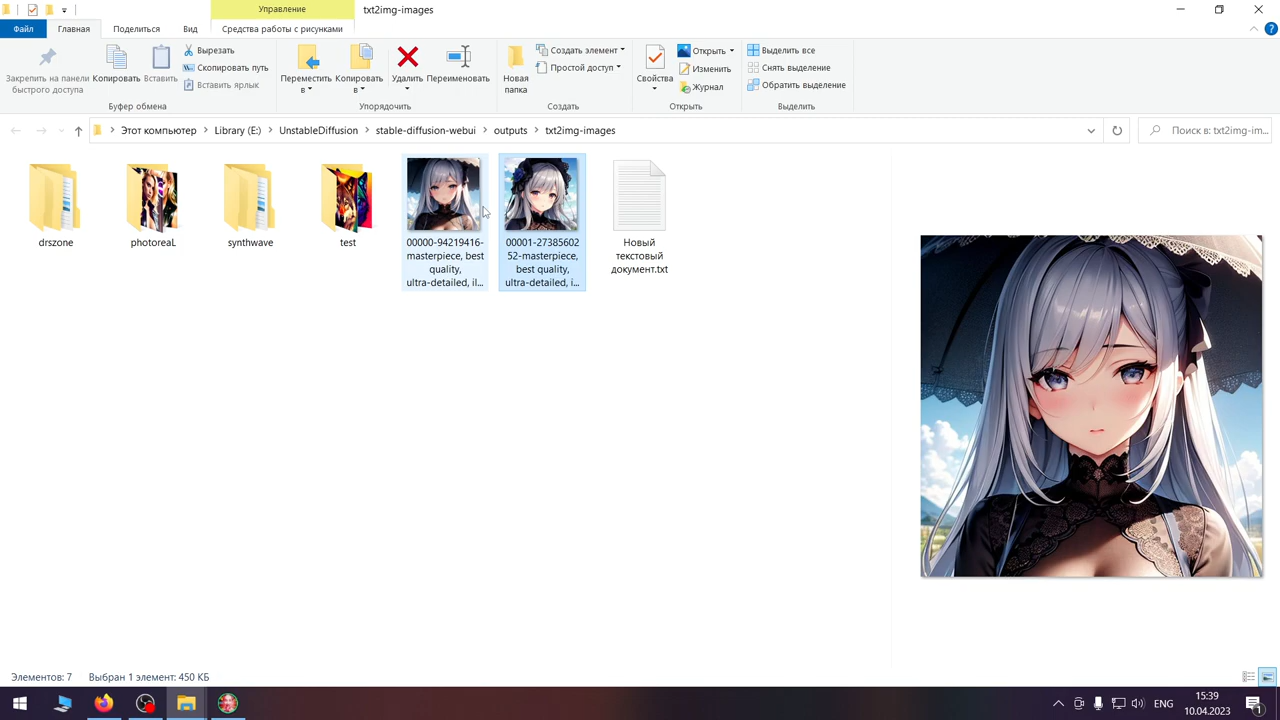 Управление
txt2img-images
Файл
Главная
Поделиться
Вид
Средства работы с рисунками
Закрепить на панели
быстрого доступа
Копировать
Вставить
Вырезать
Скопировать путь
Вставить ярлык
Буфер обмена
Переместить
в
Копировать
в
Удалить
Переименовать
Упорядочить
Новая
папка
Создать элемент
Простой доступ
Создать
Свойства
Открыть
Изменить
Журнал
Открыть
Выделить все
Снять выделение
Обратить выделение
Выделить
Этот компьютер
Library (E:)
UnstableDiffusion
stable-diffusion-webui
outputs
txt2img-images
Поиск в: txt2img-im...
drszone
photoreaL
synthwave
test
00000-94219416-
masterpiece, best
quality,
ultra-detailed, il...
00001-27385602
52-masterpiece,
best quality,
ultra-detailed, i...
Новый
текстовый
документ.txt
Элементов: 7
Выбран 1 элемент: 450 КБ
ENG
15:39
10.04.2023
1